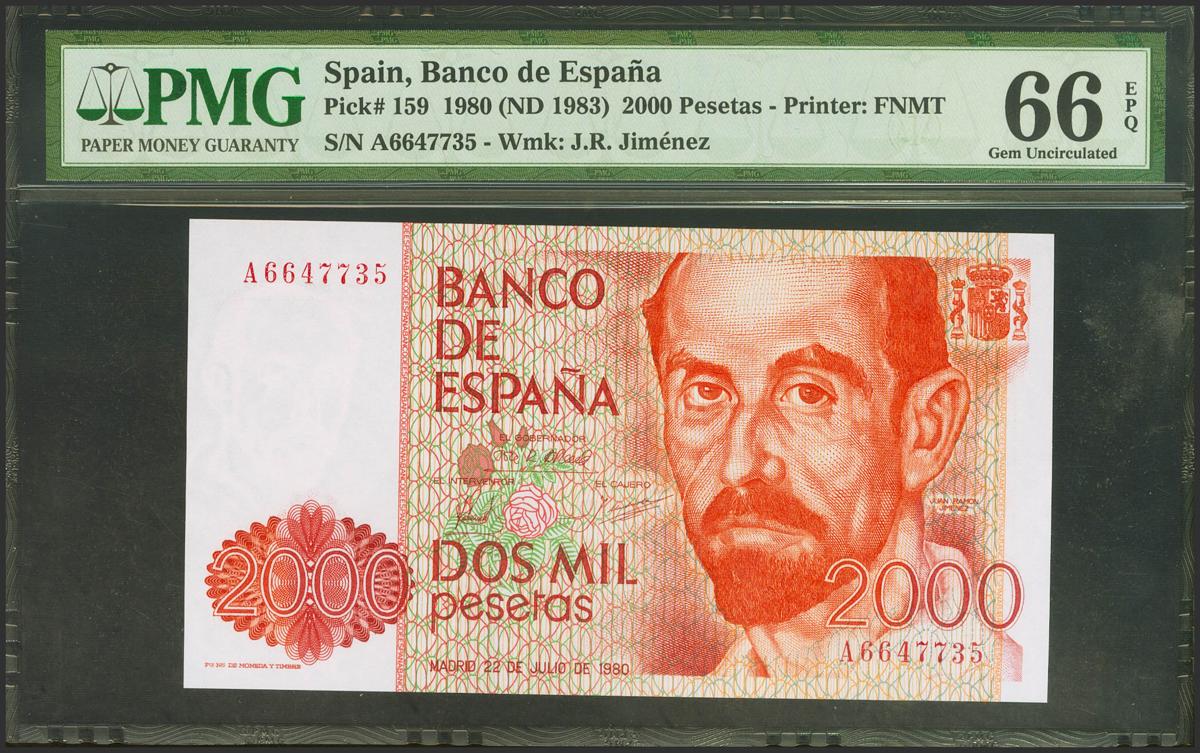 PMG
PAPER MONEY GUARANTY
Spain, Banco de España
Pick# 159 1980 (ND 1983) 2000 Pesetas - Printer: FNMT
S/N A6647735 - Wmk: J.R. Jiménez
66
EPQ
Gem Uncirculated
A6647735
BANCO
DE
ESPAÑA
EL GOBERNADOR
EL INTERVENTOR
EL CAJERO
JUAN RAMON
JIMENEZ
2000
DOS MIL
pesetas
2000
A6647735
DE MONEDA Y TIMBRE
MADRID 22 DE JULIO DE 1980